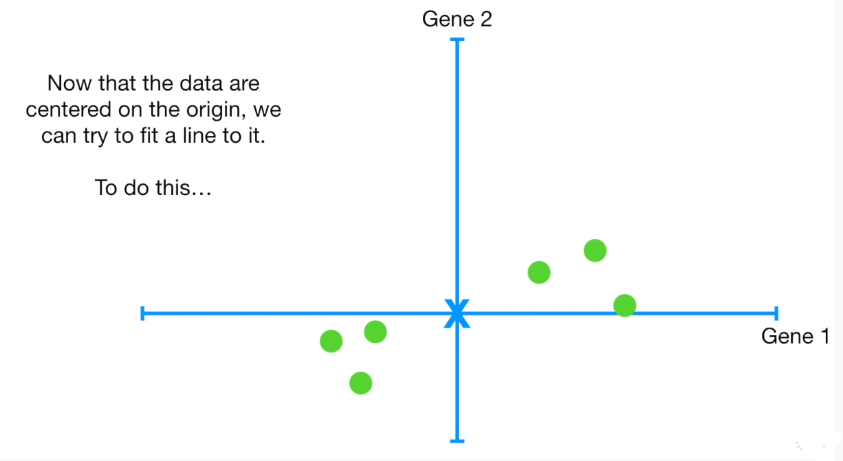 Gene 2
Now that the data are
centered on the origin, we
can try to fit a line to it.
To do this...
Gene 1